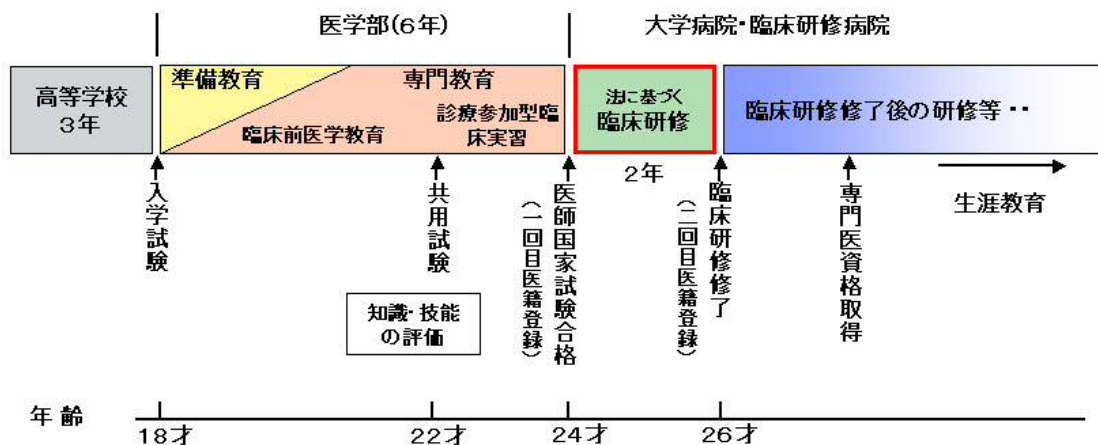 医学部(6年)
大学病院・臨床研修病院
高等学校
3年
準備教育
専門教育
臨床前医学教育
診療参加型臨
床実習
法に基づく
臨床研修
2年
臨床研修修了後の研修等・・
生涯教育
入学試験
共用試験
知識・技能
の評価
医師国家試験合格
(一回目医籍登録)
臨床研修修了
(二回目医籍登録)
専門医資格取得
年齢
18才
22才
24才
26才